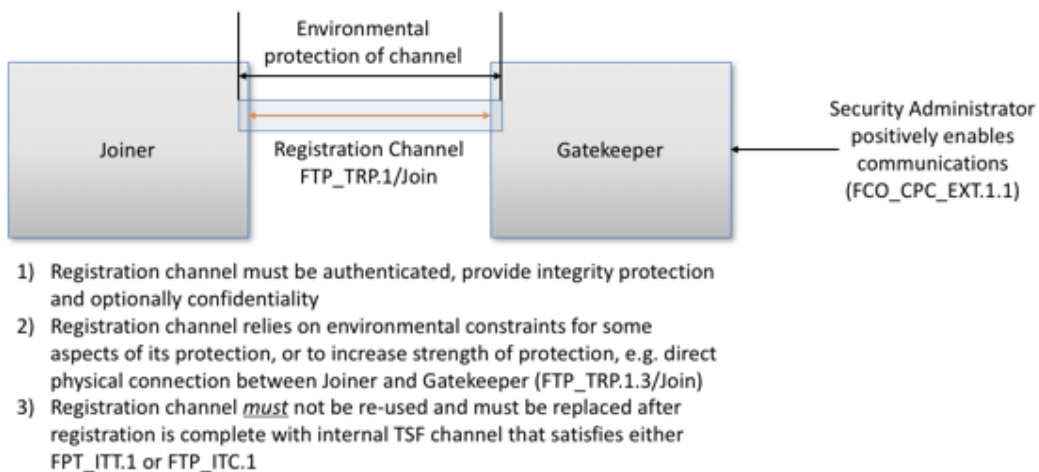 Environmental
protection of channel
Joiner
Registration Channel
FTP_TRP.1/Join
Gatekeeper
Security Administrator
positively enables
communications
(FCO_CPC_EXT.1.1)
1) Registration channel must be authenticated, provide integrity protection
and optionally confidentiality
2) Registration channel relies on environmental constraints for some
aspects of its protection, or to increase strength of protection, e.g. direct
physical connection between Joiner and Gatekeeper (FTP_TRP.1.3/Join)
3) Registration channel must not be re-used and must be replaced after
registration is complete with internal TSF channel that satisfies either
FPT_ITT.1 or FTP_ITC.1